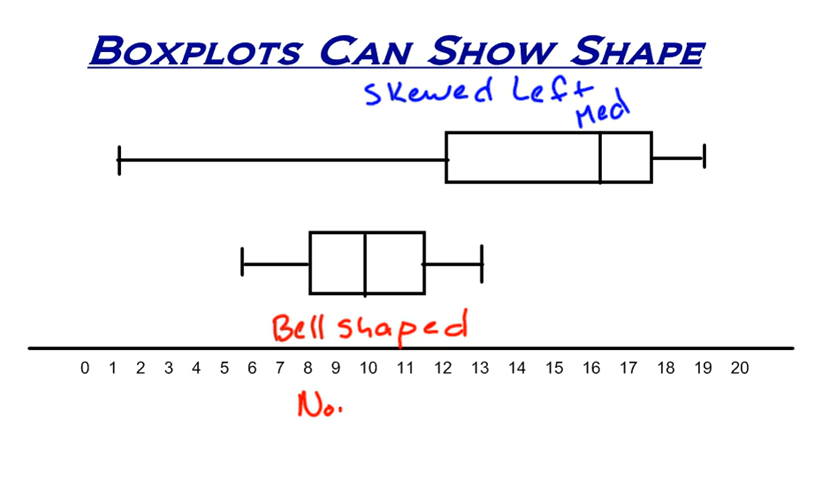 BOXPLOTS CAN SHOW SHAPE
Skewed Left
Med
Bell shaped
0 1 2 3 4 5 6 7 8 9 10 11 12 13 14 15 16 17 18 19 20
No.